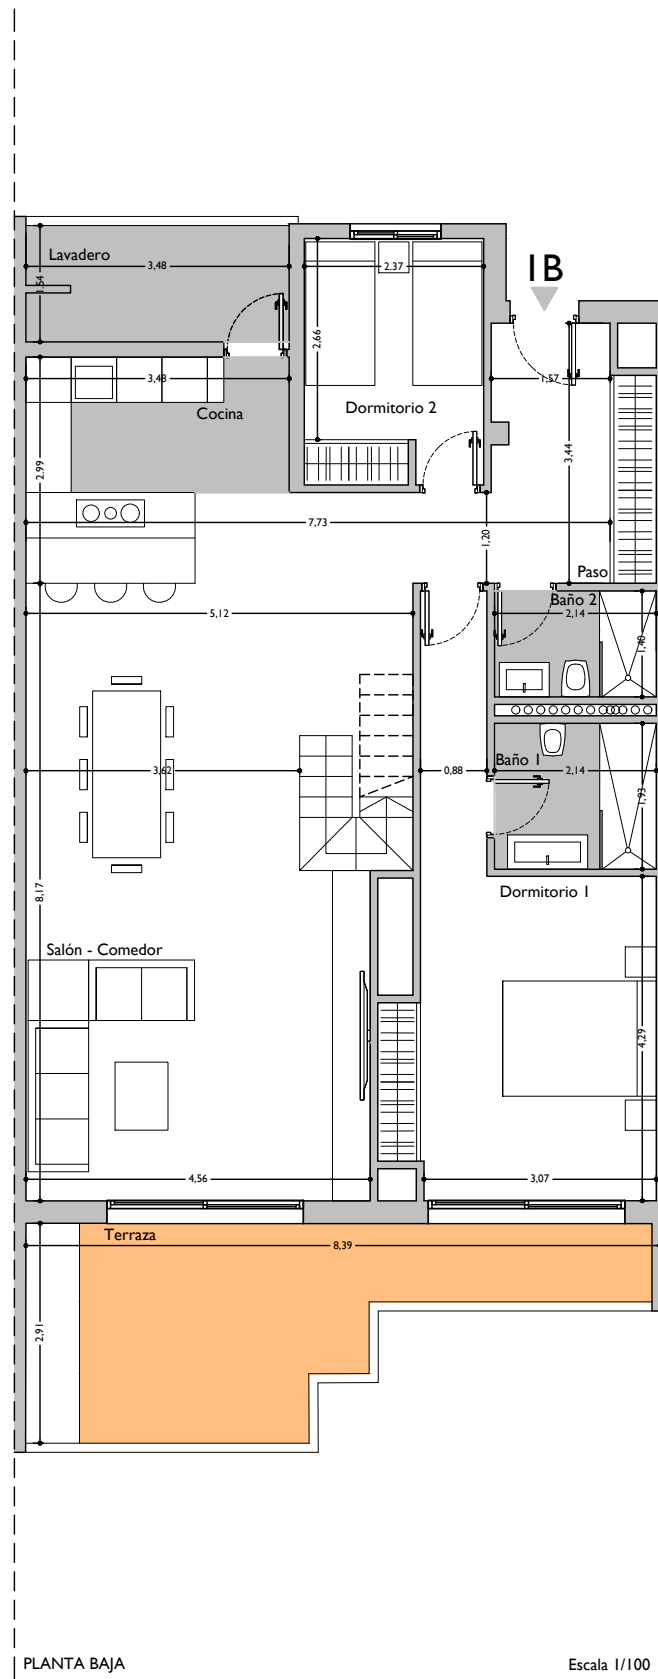 Lavadero
3,48
1,54
2.37
1B
2,66
3,48
Cocina
Dormitorio 2
1,57
2.99
3,44
7,73
1,20
Paso
5,12
Baño 2
2,14
1,40
3,62
0,88
Baño 1
2,14
1,93
Dormitorio 1
8,17
Salón - Comedor
4,29
4,56
3,07
Terraza
8,39
2,91
PLANTA BAJA
Escala 1/100